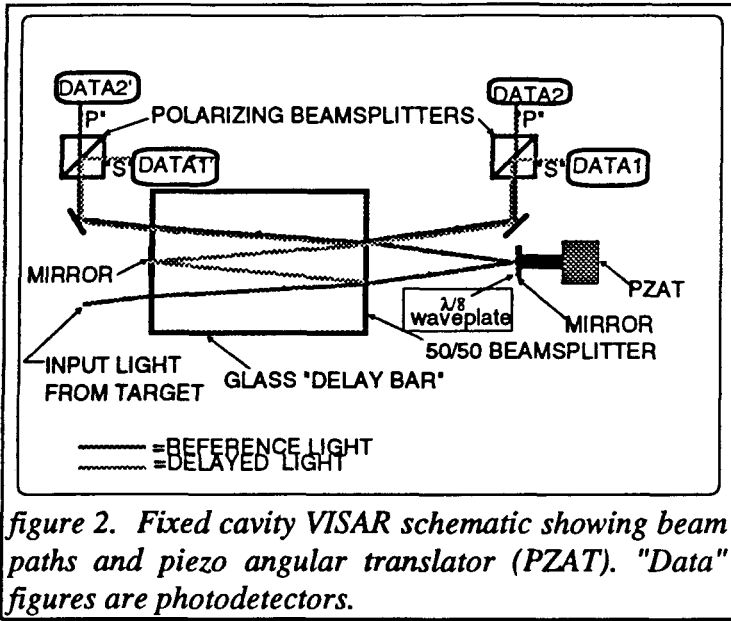 DATA2'
DATA2
P"
P"
POLARIZING BEAMSPLITTERS
"S"
DATA1'
"S"
DATA1
MIRROR
λ/8
waveplate
PZAT
MIRROR
50/50 BEAMSPLITTER
INPUT LIGHT
FROM TARGET
GLASS "DELAY BAR"
=REFERENCE LIGHT
=DELAYED LIGHT
figure 2. Fixed cavity VISAR schematic showing beam
paths and piezo angular translator (PZAT). "Data"
figures are photodetectors.